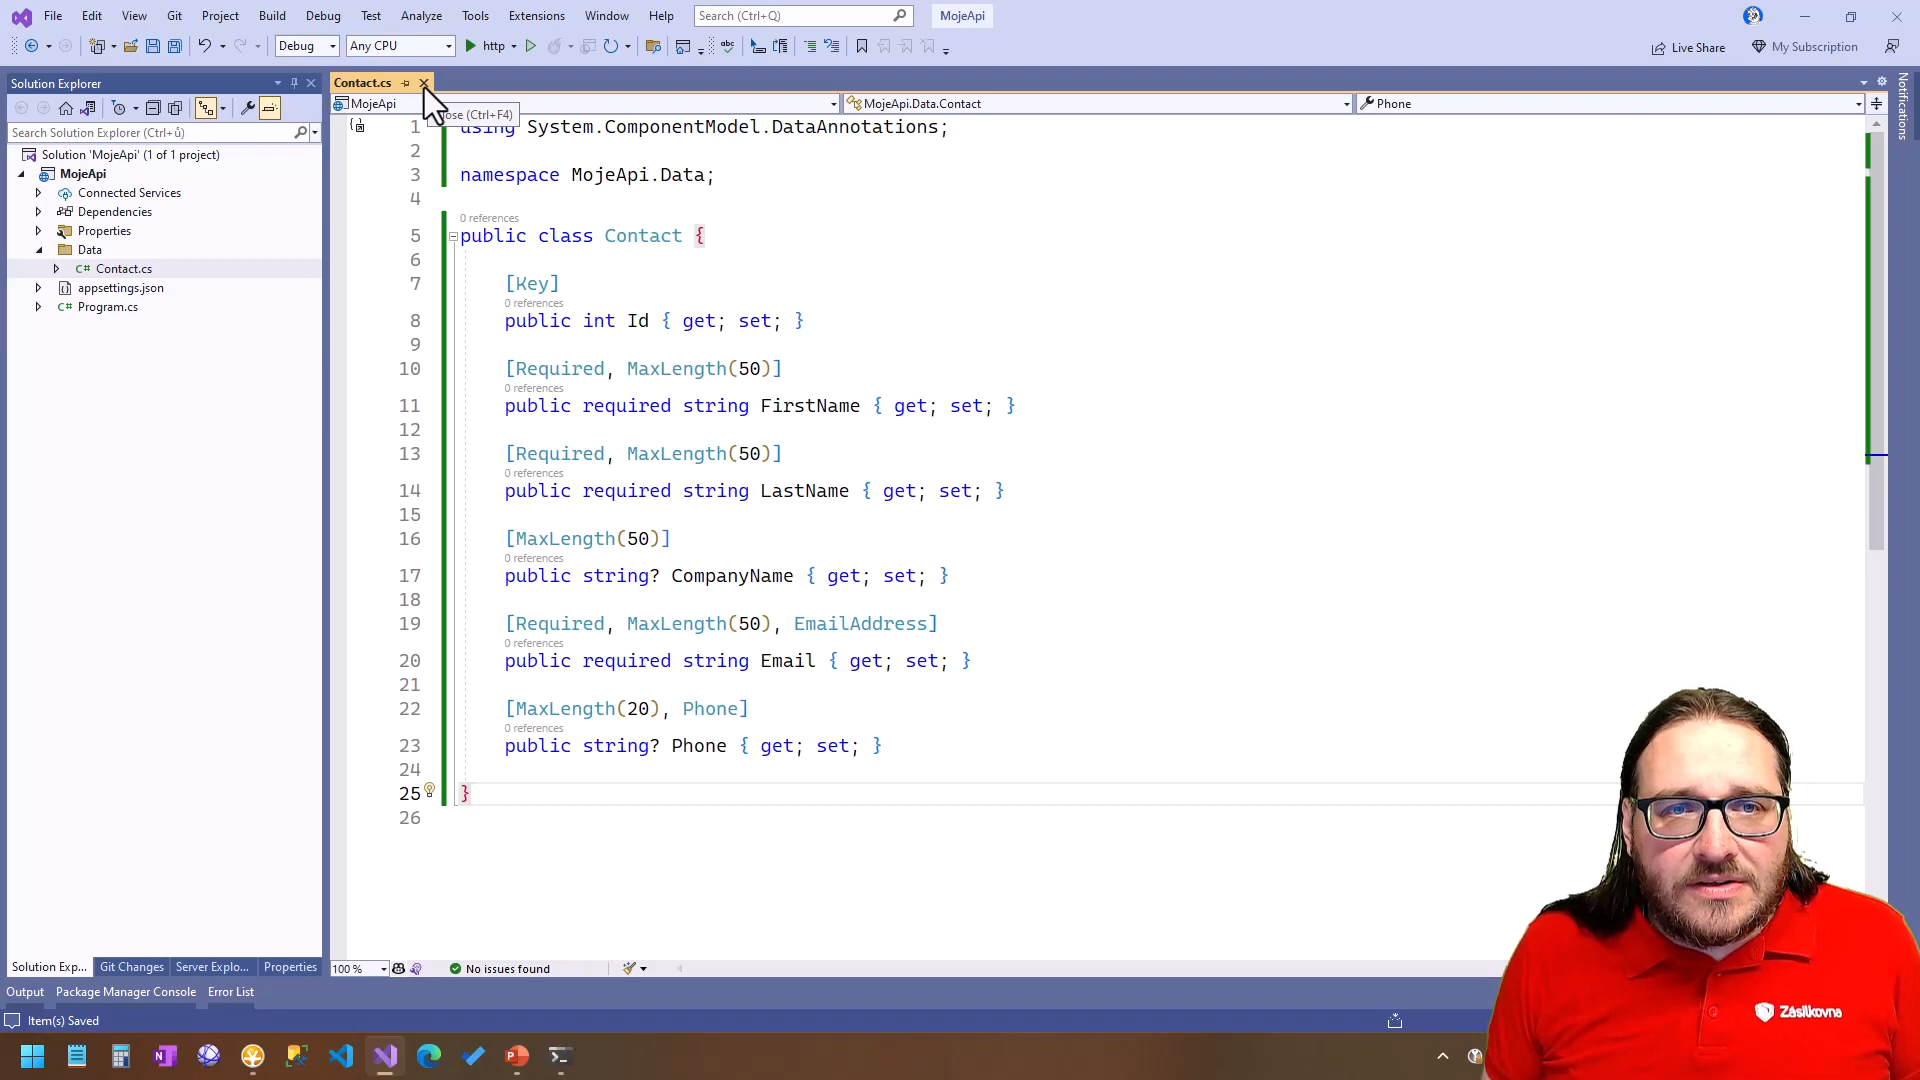 File Edit View Git Project Build Debug Test Analyze Tools Extensions Window Help Search (Ctrl+Q) MojeApi
Debug Any CPU http Live Share My Subscription
Solution Explorer
Search Solution Explorer (Ctrl+ů)
Solution 'MojeApi' (1 of 1 project)
MojeApi
Connected Services
Dependencies
Properties
Data
C# Contact.cs
appsettings.json
C# Program.cs
Contact.cs
MojeApi MojeApi.Data.Contact Phone
(Ctrl+F4)
1 using System.ComponentModel.DataAnnotations;
2
3 namespace MojeApi.Data;
4
0 references
5 public class Contact {
6
7 [Key]
0 references
8 public int Id { get; set; }
9
10 [Required, MaxLength(50)]
0 references
11 public required string FirstName { get; set; }
12
13 [Required, MaxLength(50)]
0 references
14 public required string LastName { get; set; }
15
16 [MaxLength(50)]
0 references
17 public string? CompanyName { get; set; }
18
19 [Required, MaxLength(50), EmailAddress]
0 references
20 public required string Email { get; set; }
21
22 [MaxLength(20), Phone]
0 references
23 public string? Phone { get; set; }
24
25 }
26
Notifications
100 % No issues found
Solution Exp... Git Changes Server Explo... Properties
Output Package Manager Console Error List
Item(s) Saved
Zásilkovna